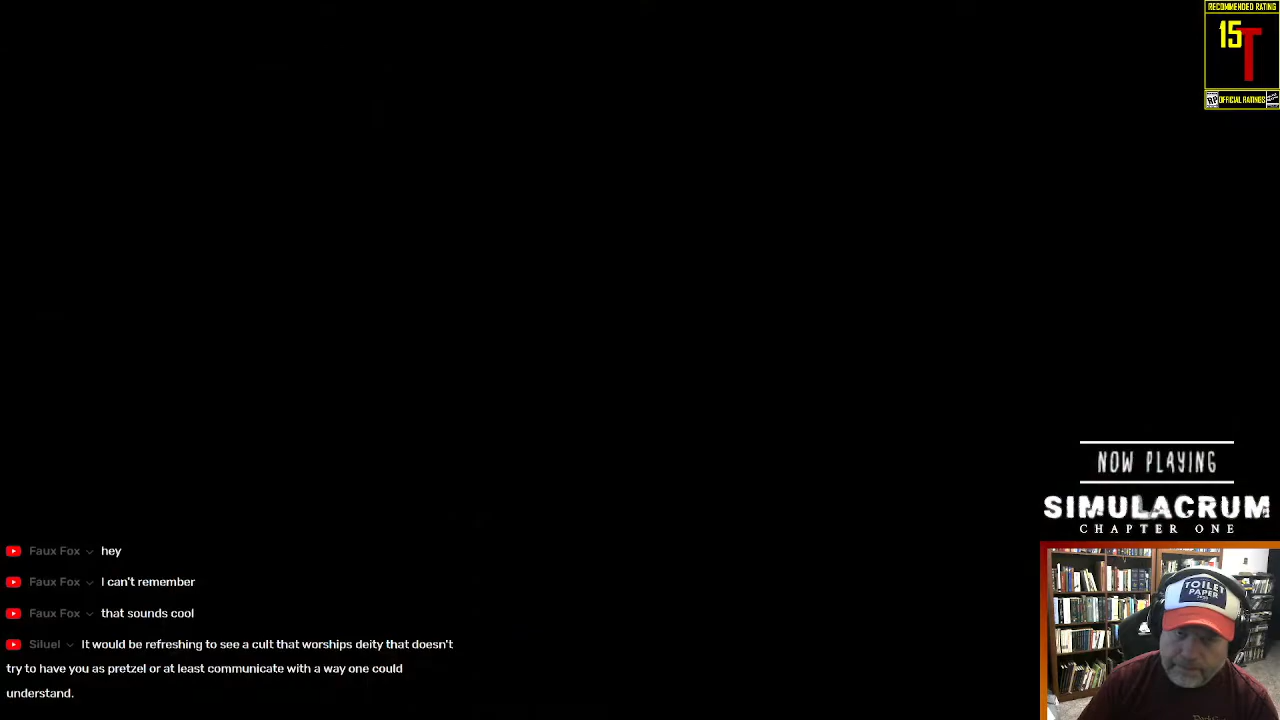 RECOMMENDED RATING
15
T
RP
OFFICIAL RATINGS
NOW PLAYING
SIMULACRUM
CHAPTER ONE
Faux Fox hey
Faux Fox I can't remember
Faux Fox that sounds cool
Siluel It would be refreshing to see a cult that worships deity that doesn't
try to have you as pretzel or at least communicate with a way one could
understand.
TOILET
PAPER